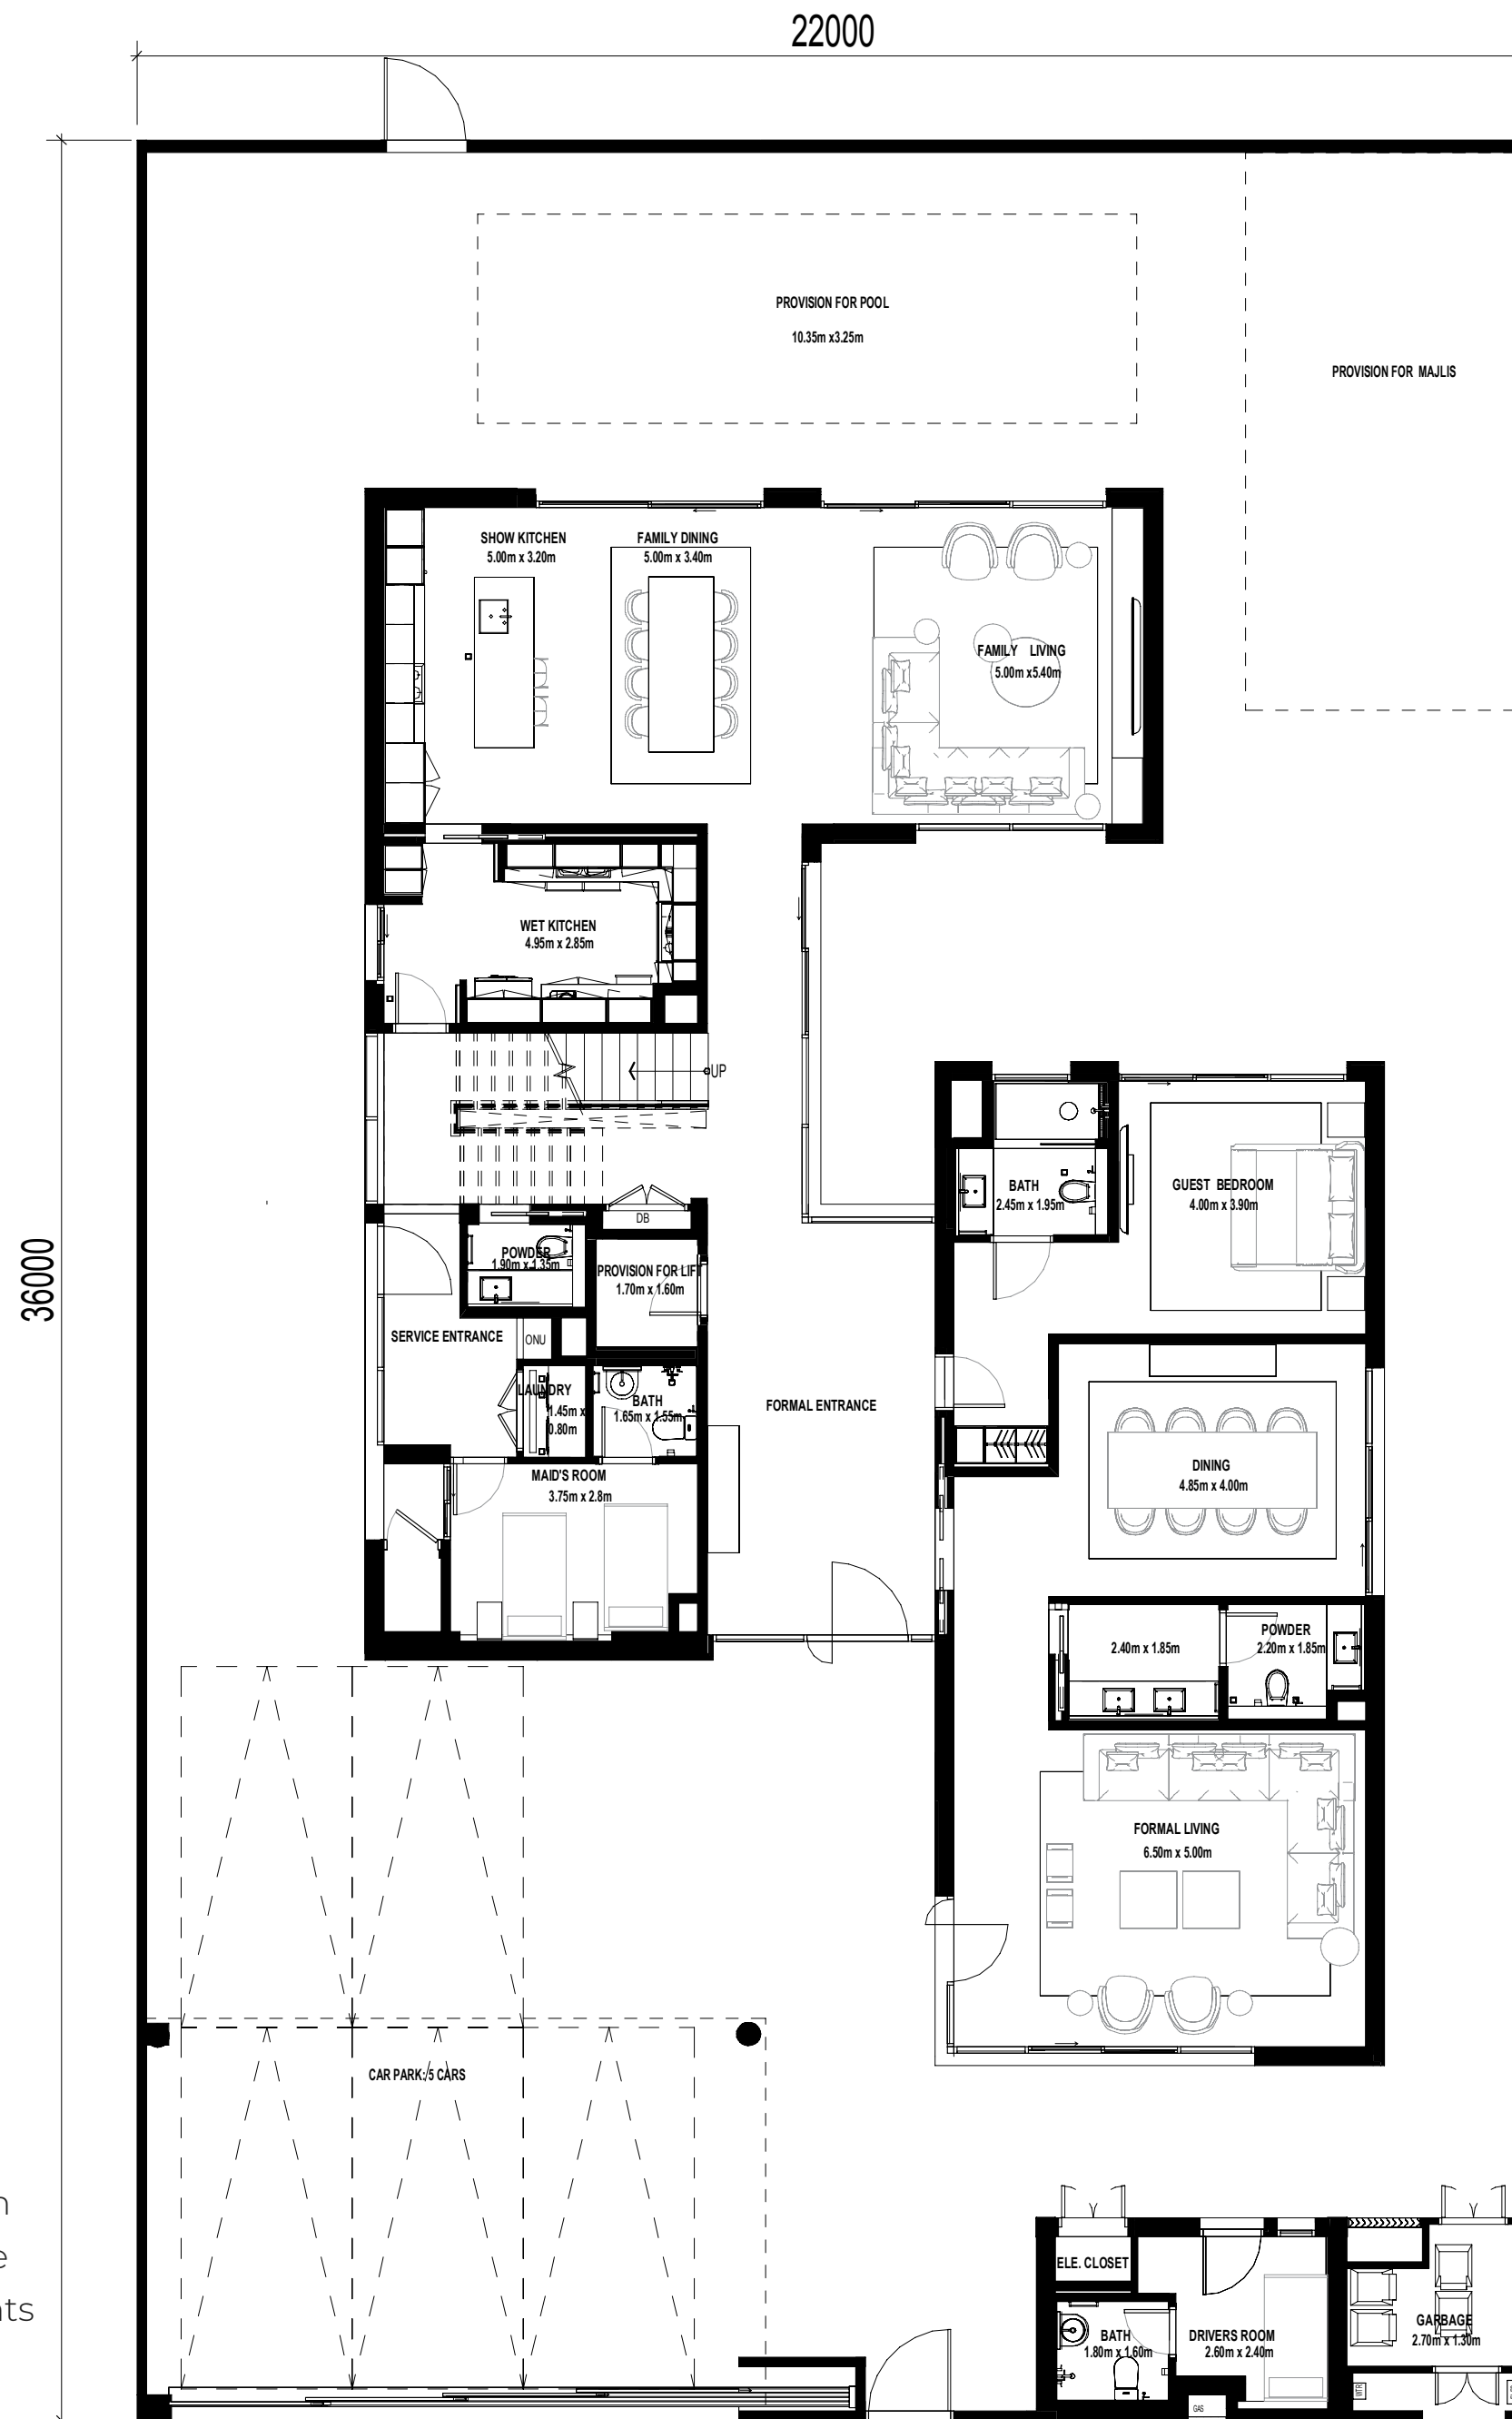 22000
36000
PROVISION FOR POOL
10.35m x3.25m
PROVISION FOR MAJLIS
SHOW KITCHEN
5.00m x 3.20m
FAMILY DINING
5.00m x 3.40m
FAMILY LIVING
5.00m x5.40m
WET KITCHEN
4.95m x 2.85m
UP
DB
BATH
2.45m x 1.95m
GUEST BEDROOM
4.00m x 3.90m
POWDER
1.90m x 1.35m
PROVISION FOR LIFT
1.70m x 1.60m
SERVICE ENTRANCE
ONU
LAUNDRY
1.45m x
0.80m
BATH
1.65m x 1.55m
FORMAL ENTRANCE
MAID'S ROOM
3.75m x 2.8m
DINING
4.85m x 4.00m
2.40m x 1.85m
POWDER
2.20m x 1.85m
FORMAL LIVING
6.50m x 5.00m
CAR PARK:/5 CARS
ELE. CLOSET
BATH
1.80m x 1.60m
DRIVERS ROOM
2.60m x 2.40m
GARBAGE
2.70m x 1.30m
WTR
GAS